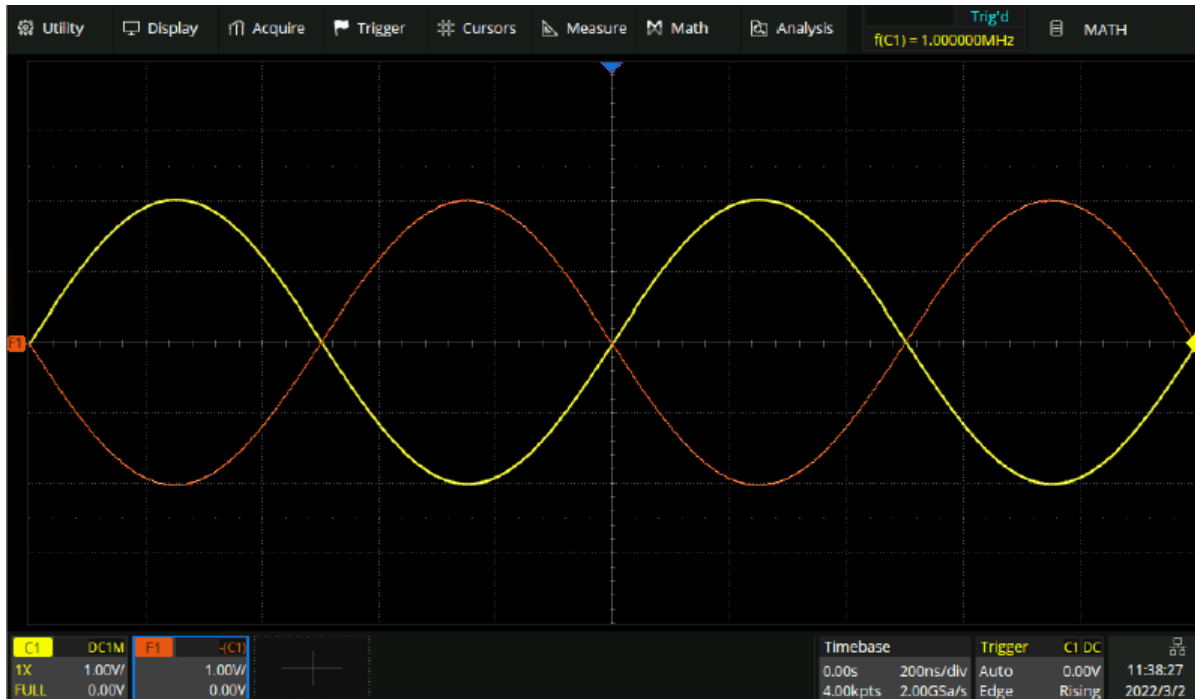 Utility Display Acquire Trigger Cursors Measure Math Analysis
Trig'd
f(C1) = 1.000000MHz
MATH
F1
C1 DC1M
1X 1.00V/
FULL 0.00V
F1 -(C1)
1.00V/
0.00V
Timebase
0.00s 200ns/div
4.00kpts 2.00GSa/s
Trigger C1 DC
Auto 0.00V
Edge Rising
11:38:27
2022/3/2